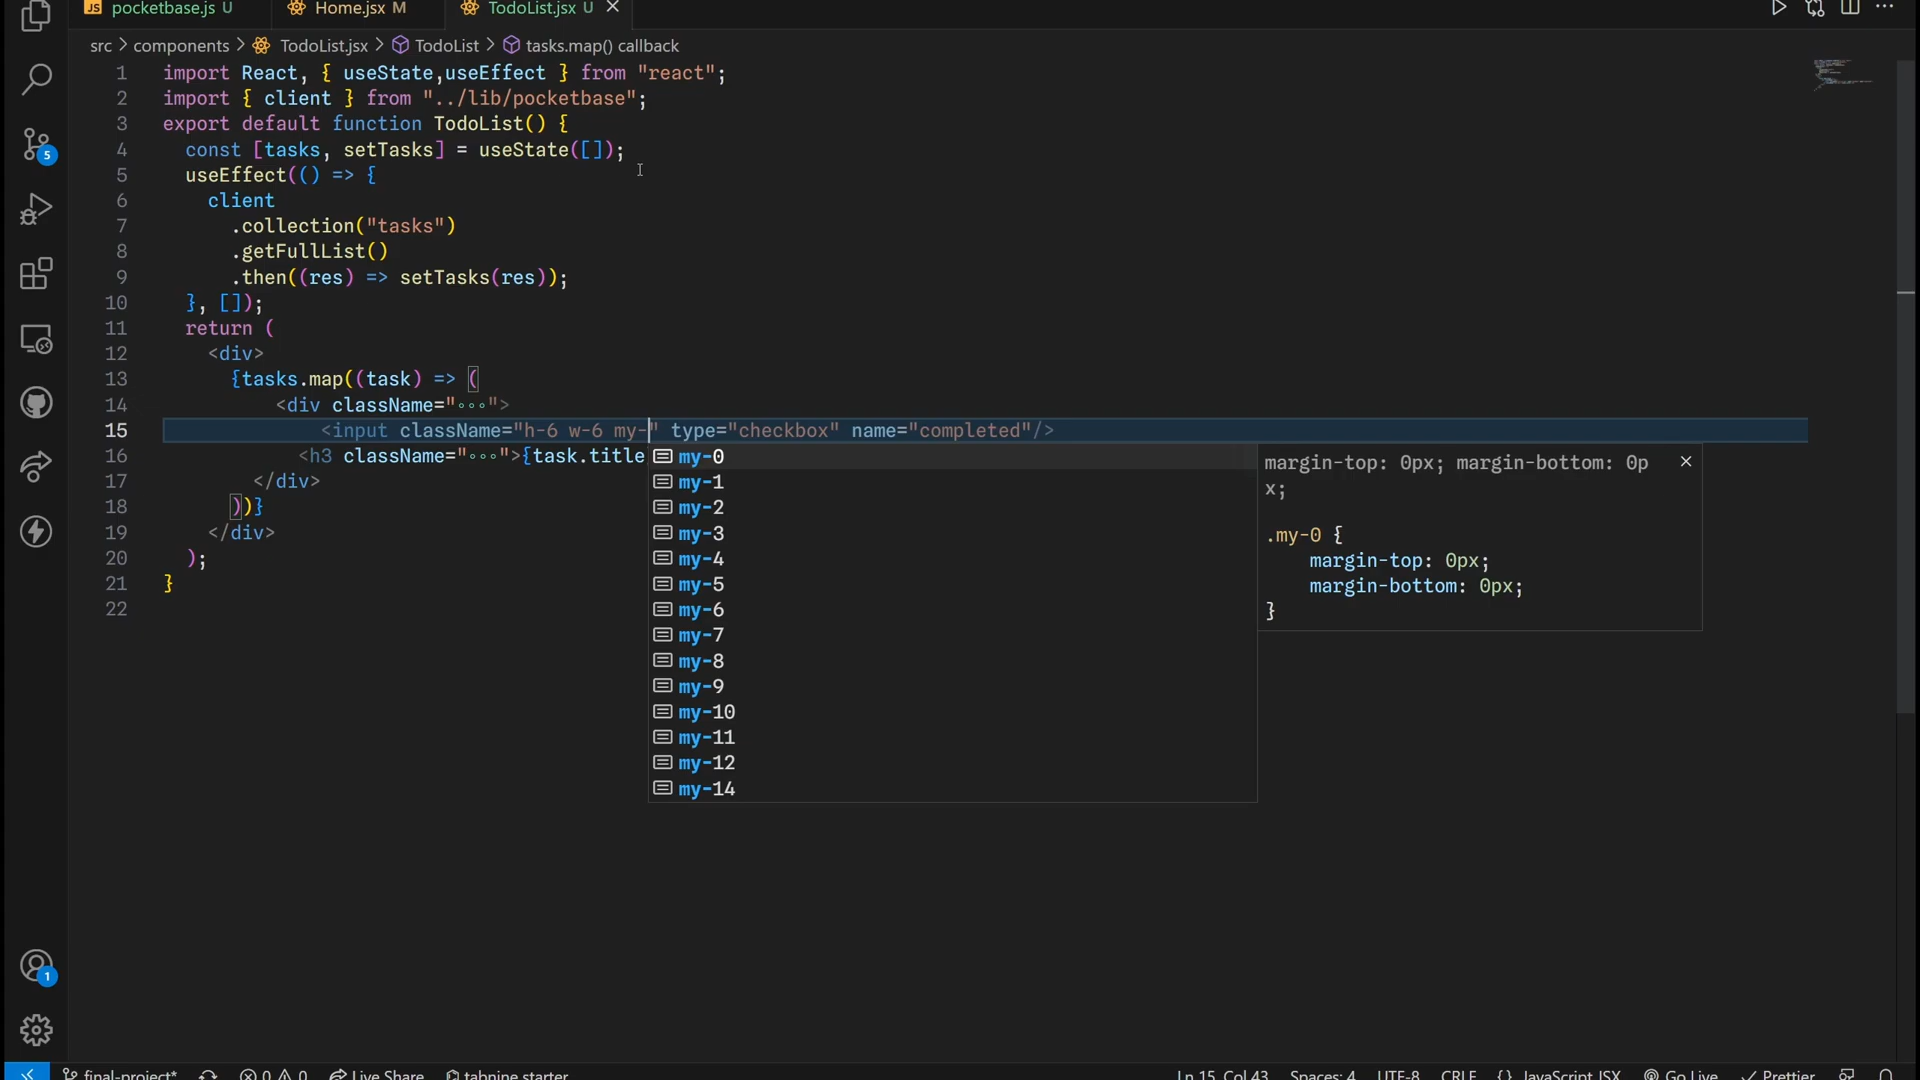 JS pocketbase.js U Home.jsx M TodoList.jsx U
src > components > TodoList.jsx > TodoList > tasks.map() callback
1 import React, { useState,useEffect } from "react";
2 import { client } from "../lib/pocketbase";
3 export default function TodoList() {
4 const [tasks, setTasks] = useState([]);
5 useEffect(() => {
6 client
7 .collection("tasks")
8 .getFullList()
9 .then((res) => setTasks(res));
10 }, []);
11 return (
12 <div>
13 {tasks.map((task) => (
14 <div className="∘∘∘">
15 <input className="h-6 w-6 my-" type="checkbox" name="completed"/>
16 <h3 className="∘∘∘">{task.title
17 </div>
18 ))}
19 </div>
20 );
21 }
22
my-0
my-1
my-2
my-3
my-4
my-5
my-6
my-7
my-8
my-9
my-10
my-11
my-12
my-14
margin-top: 0px; margin-bottom: 0p
x;
.my-0 {
margin-top: 0px;
margin-bottom: 0px;
}
5
1
final-project* 0 0 Live Share tabnine starter Ln 15, Col 43 Spaces: 4 UTF-8 CRLF {} JavaScript JSX Go Live Prettier